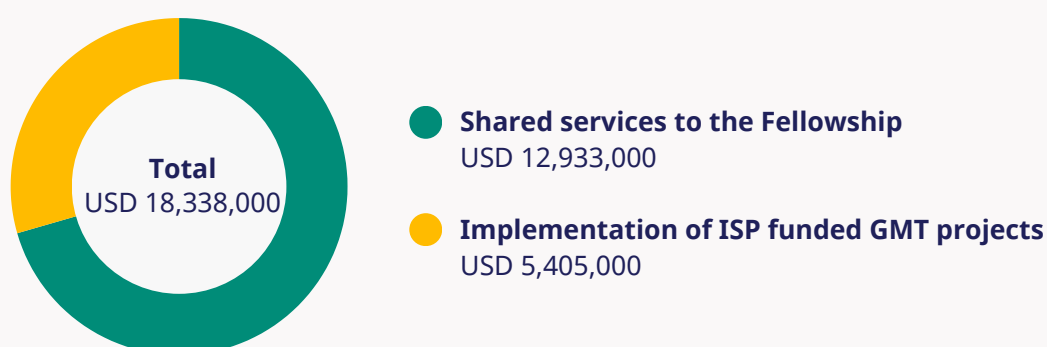 Total
USD 18,338,000
Shared services to the Fellowship
USD 12,933,000
Implementation of ISP funded GMT projects
USD 5,405,000